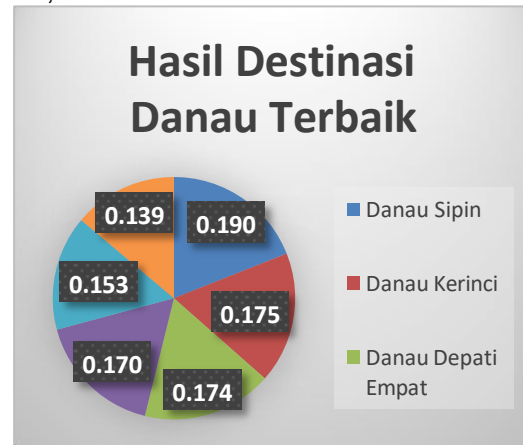 Hasil Destinasi
Danau Terbaik
0.139
0.190
0.153
0.175
0.170
0.174
Danau Sipin
Danau Kerinci
Danau Depati
Empat